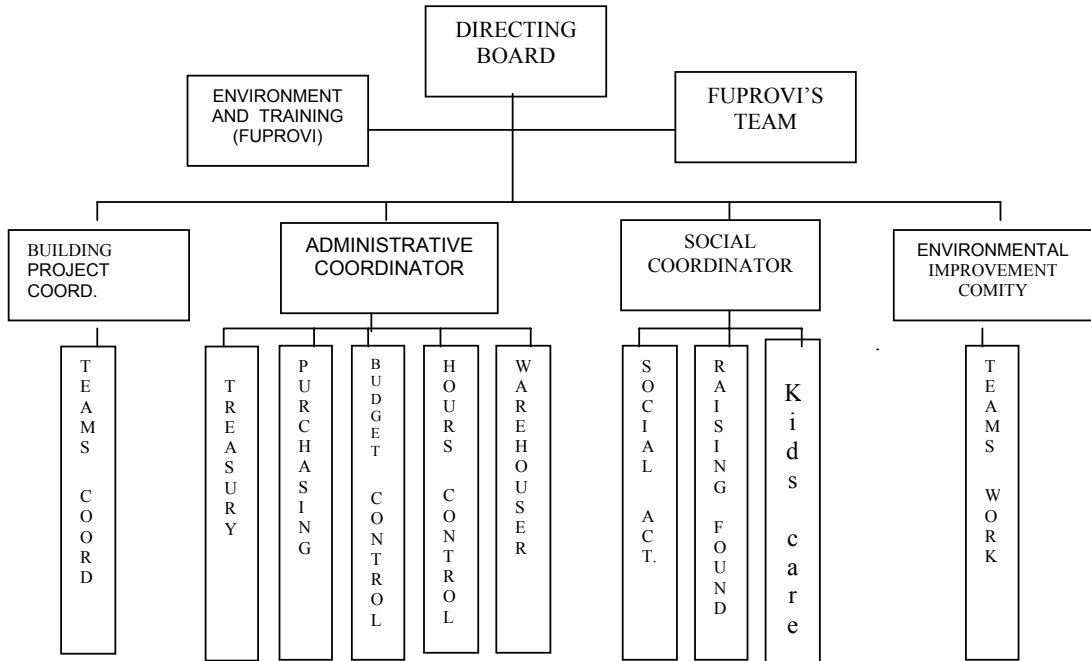 DIRECTING
BOARD
ENVIRONMENT
AND TRAINING
(FUPROVI)
FUPROVI'S
TEAM
BUILDING
PROJECT
COORD.
ADMINISTRATIVE
COORDINATOR
SOCIAL
COORDINATOR
ENVIRONMENTAL
IMPROVEMENT
COMITY
TEAMS COORD
TREASURY
PURCHASING
BUDGET CONTROL
HOURS CONTROL
WAREHOUSER
SOCIAL ACT.
RAISING FOUND
Kids care
TEAMS WORK